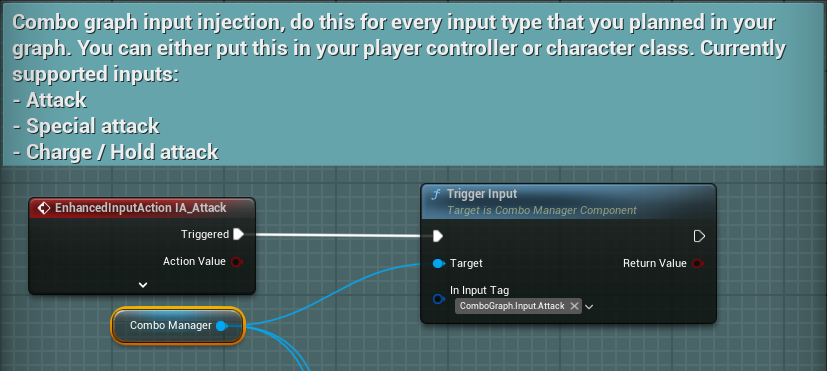 Combo graph input injection, do this for every input type that you planned in your
graph. You can either put this in your player controller or character class. Currently
supported inputs:
- Attack
- Special attack
- Charge / Hold attack
EnhancedInputAction IA_Attack
Triggered
Action Value
Combo Manager
f Trigger Input
Target is Combo Manager Component
Target
Return Value
In Input Tag
ComboGraph.Input.Attack